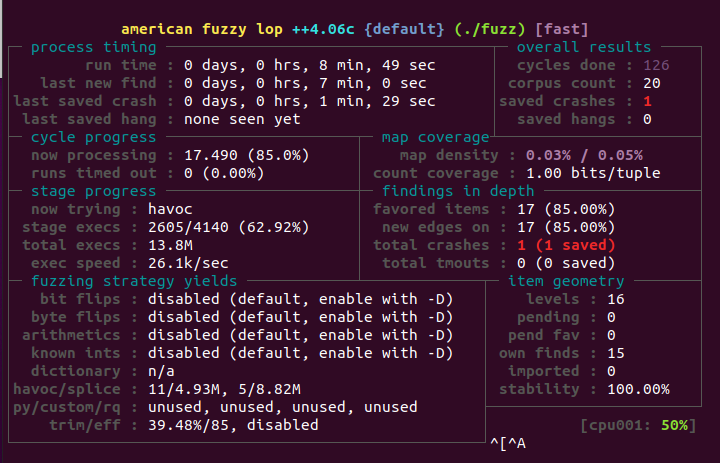 american fuzzy lop ++4.06c {default} (./fuzz) [fast]
process timing overall results
run time : 0 days, 0 hrs, 8 min, 49 sec cycles done : 126
last new find : 0 days, 0 hrs, 7 min, 0 sec corpus count : 20
last saved crash : 0 days, 0 hrs, 1 min, 29 sec saved crashes : 1
last saved hang : none seen yet saved hangs : 0
cycle progress map coverage
now processing : 17.490 (85.0%) map density : 0.03% / 0.05%
runs timed out : 0 (0.00%) count coverage : 1.00 bits/tuple
stage progress findings in depth
now trying : havoc favored items : 17 (85.00%)
stage execs : 2605/4140 (62.92%) new edges on : 17 (85.00%)
total execs : 13.8M total crashes : 1 (1 saved)
exec speed : 26.1k/sec total tmouts : 0 (0 saved)
fuzzing strategy yields item geometry
bit flips : disabled (default, enable with -D) levels : 16
byte flips : disabled (default, enable with -D) pending : 0
arithmetics : disabled (default, enable with -D) pend fav : 0
known ints : disabled (default, enable with -D) own finds : 15
dictionary : n/a imported : 0
havoc/splice : 11/4.93M, 5/8.82M stability : 100.00%
py/custom/rq : unused, unused, unused, unused
trim/eff : 39.48%/85, disabled [cpu001: 50%]
^[^A